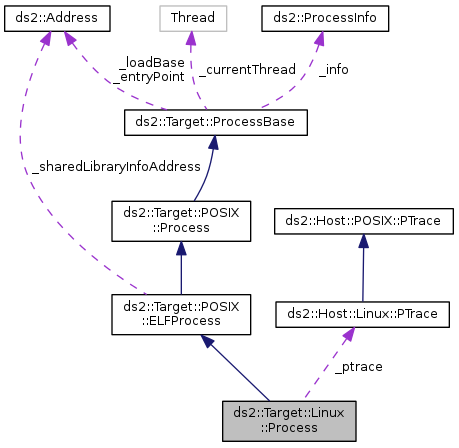 ds2::Address
Thread
ds2::ProcessInfo
_loadBase
_entryPoint
_currentThread
_info
ds2::Target::ProcessBase
_sharedLibraryInfoAddress
ds2::Target::POSIX
::Process
ds2::Host::POSIX::PTrace
ds2::Target::POSIX
::ELFProcess
ds2::Host::Linux::PTrace
_ptrace
ds2::Target::Linux
::Process